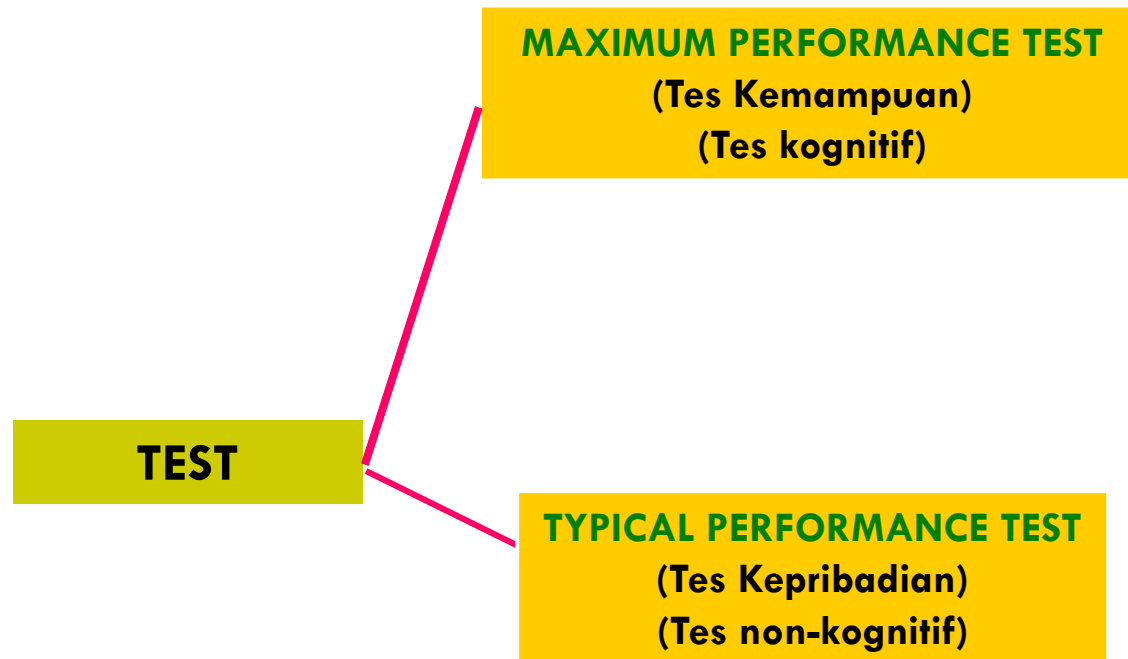 MAXIMUM PERFORMANCE TEST
(Tes Kemampuan)
(Tes kognitif)
TEST
TYPICAL PERFORMANCE TEST
(Tes Kepribadian)
(Tes non-kognitif)